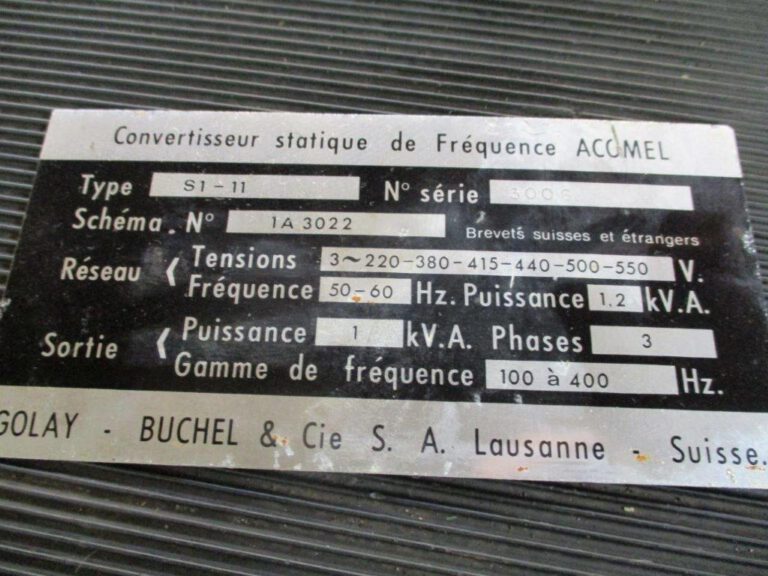 Convertisseur statique de Fréquence ACOMEL
Type S1-11 N° série
Schéma. N° 1A 3022 Brevets suisses et étrangers
Réseau Tensions 3~220-380-415-440-500-550 V.
Fréquence 50-60 Hz. Puissance 1.2 kV.A.
Sortie Puissance 1 kV.A. Phases 3
Gamme de fréquence 100 à 400 Hz.
GOLAY - BUCHEL & Cie S. A. Lausanne - Suisse.